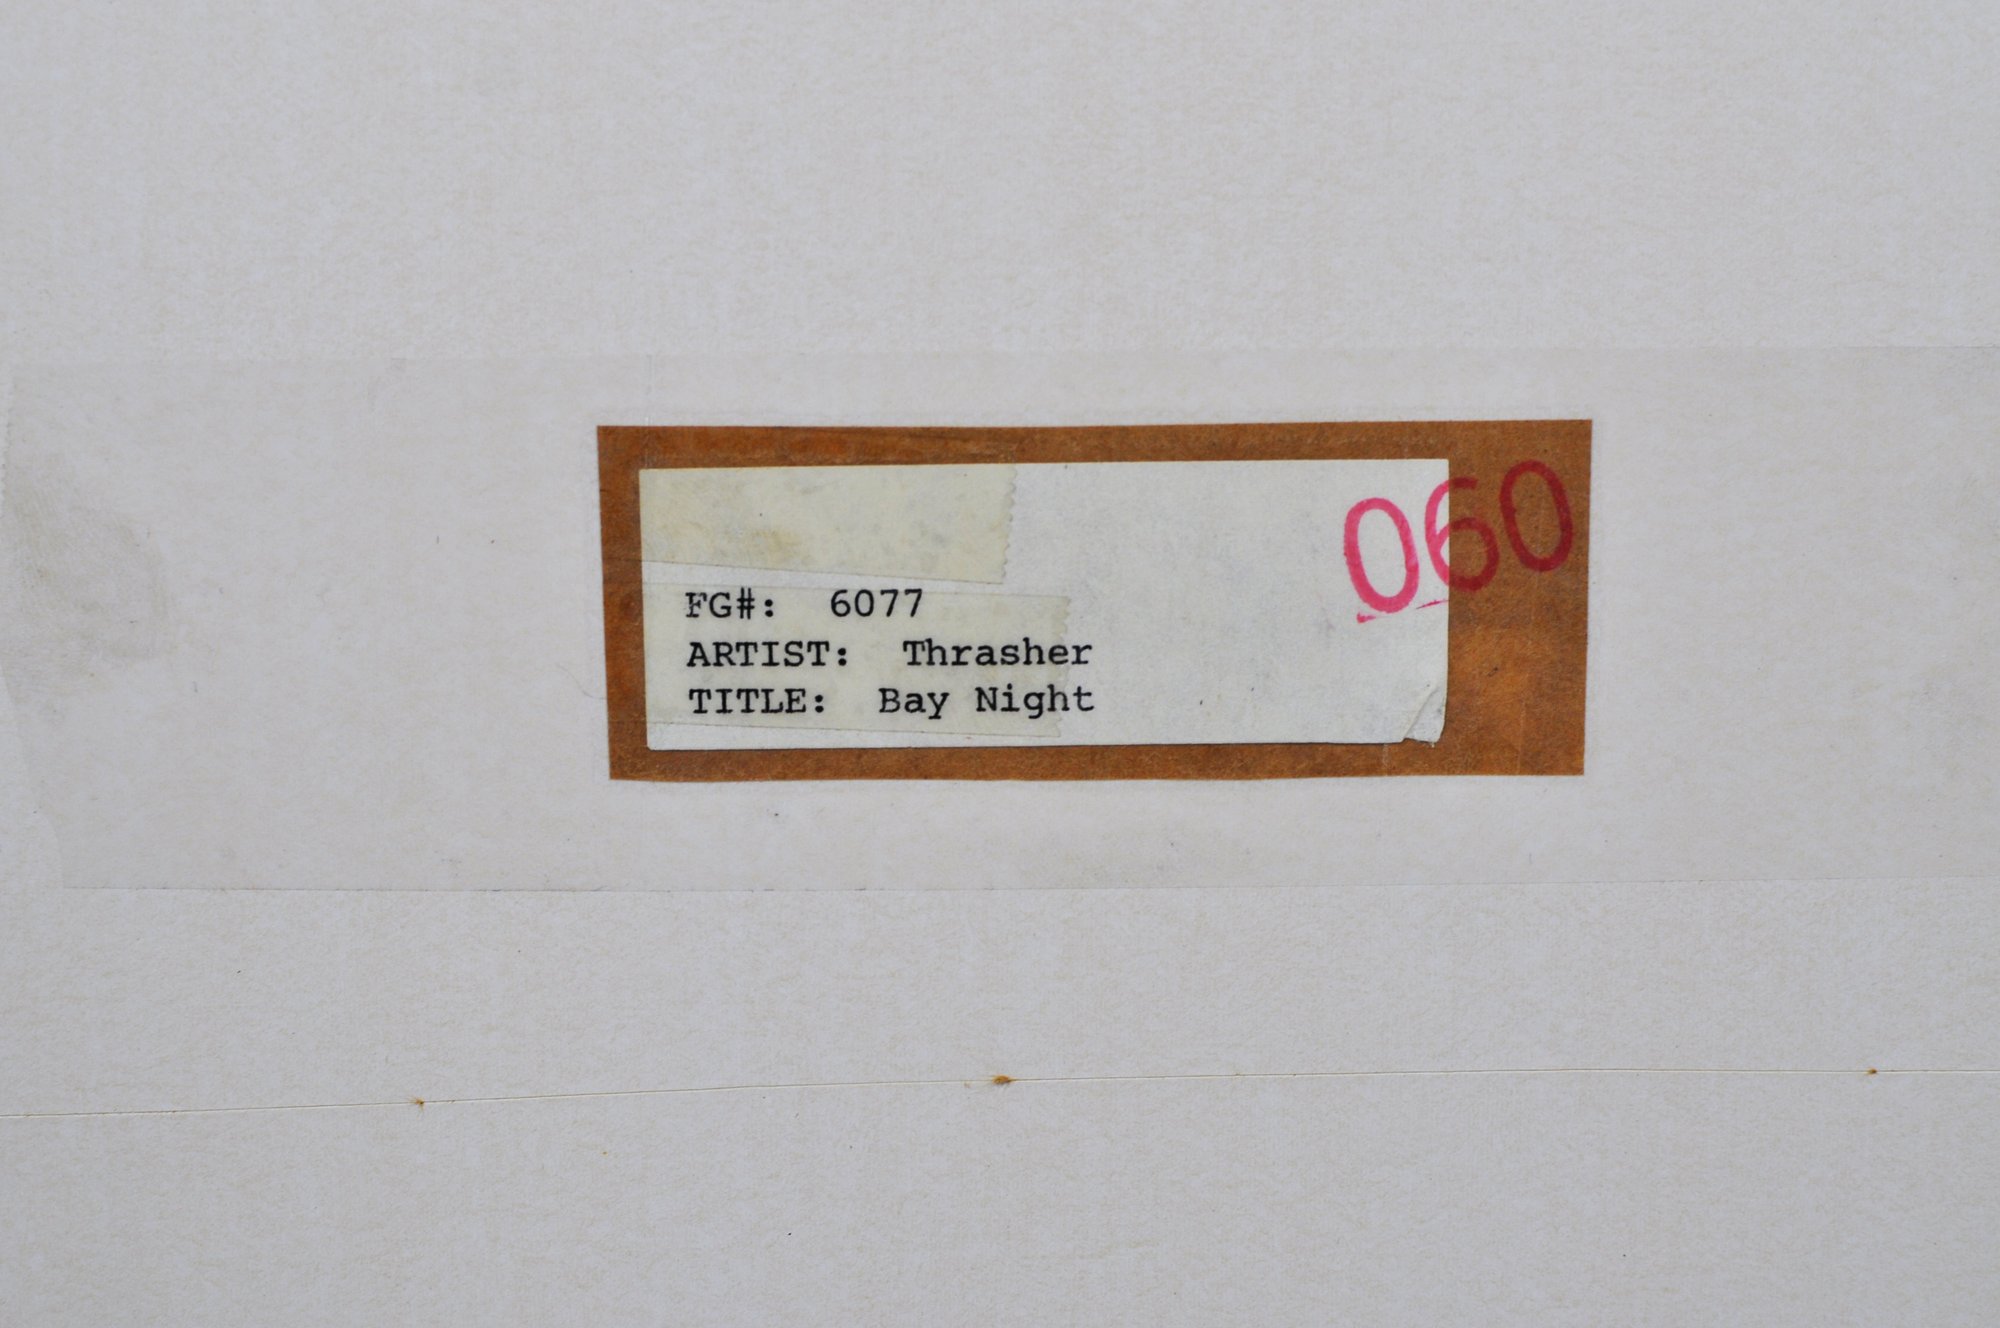 060
FG#: 6077
ARTIST: Thrasher
TITLE: Bay Night